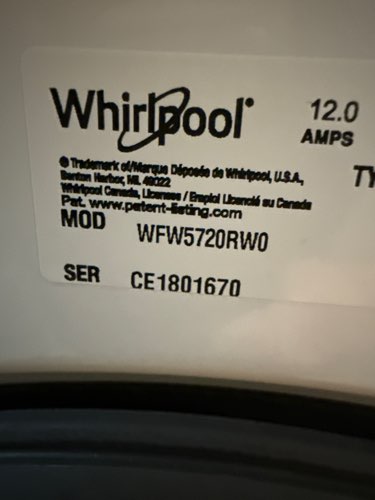 Whirlpool®
12.0
AMPS
® Trademark of/Marque Déposée de Whirlpool, U.S.A.,
Benton Harbor, MI. 49022
Whirlpool Canada, Licensee / Emploi Licencié au Canada
Pat. www.patent-listing.com
TY
MOD WFW5720RW0
SER CE1801670